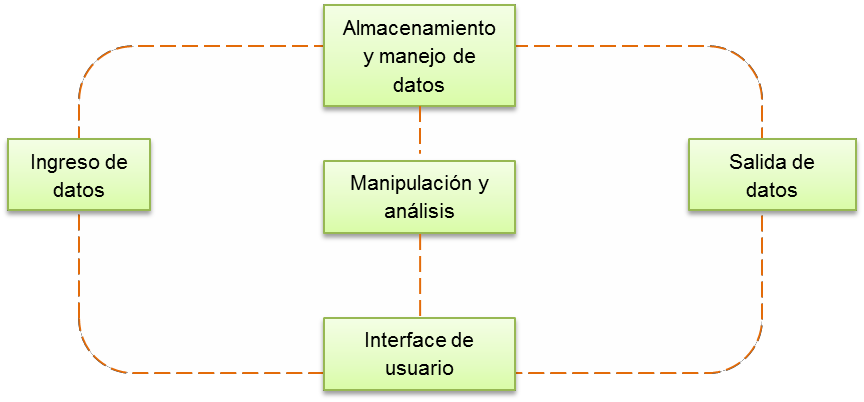 Almacenamiento
y manejo de
datos
Ingreso de
datos
Manipulación y
análisis
Salida de
datos
Interface de
usuario